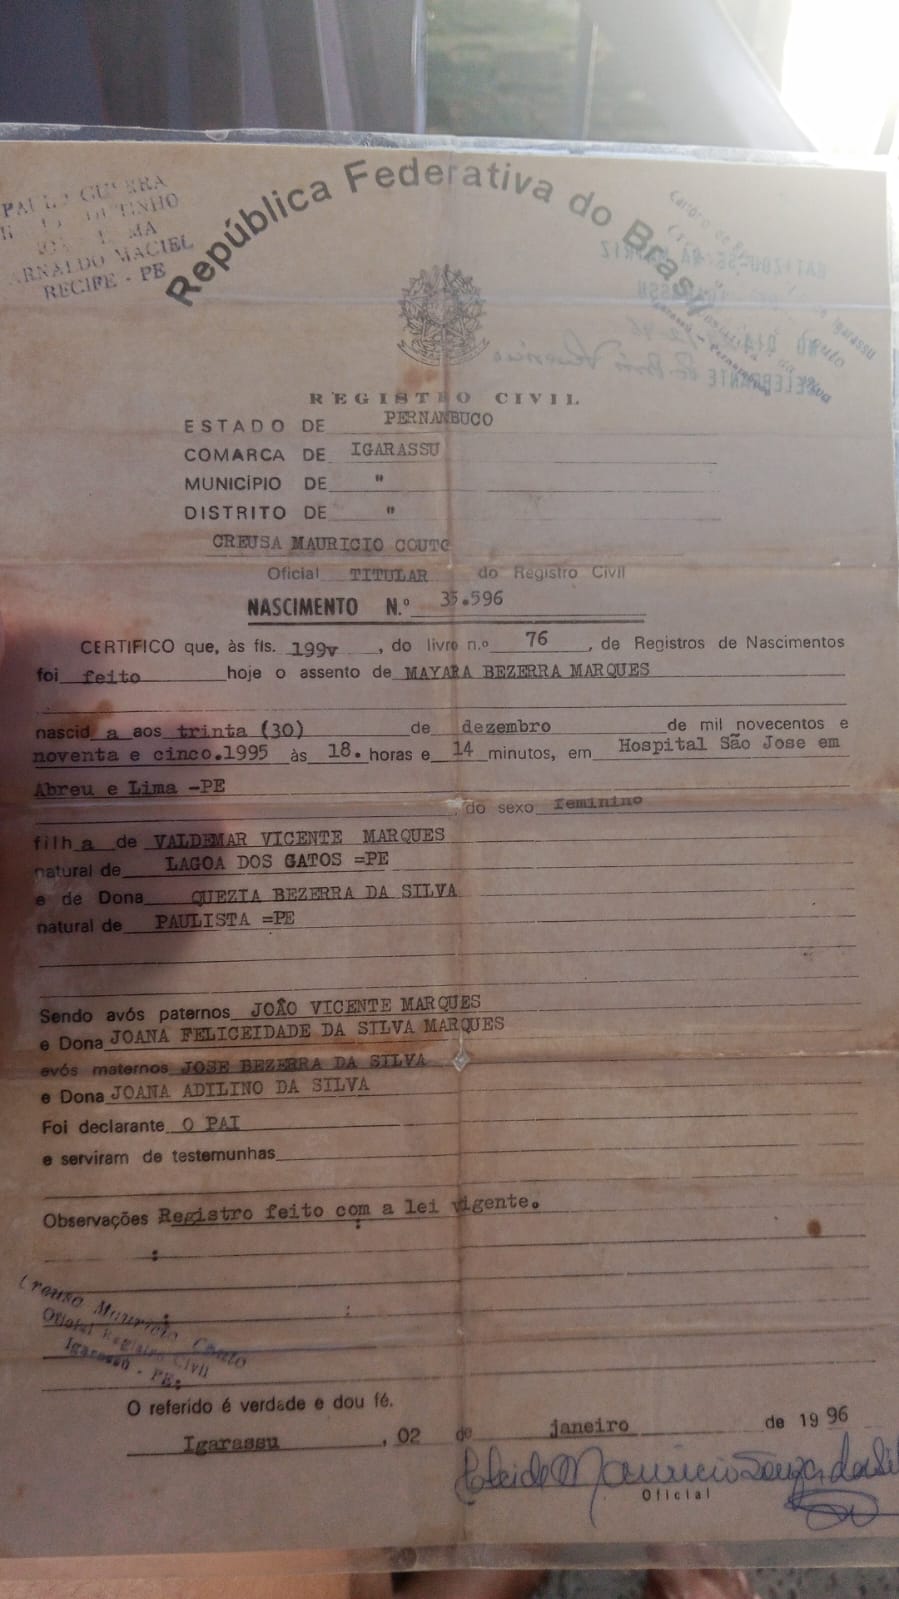 GUERRA
ARNALDO MACIEL
RECIFE - PE
República Federativa do Brasil
REGISTRO CIVIL
ESTADO DE PERNANBUCO
COMARCA DE IGARASSU
MUNICÍPIO DE "
DISTRITO DE "
CREUSA MAURICIO COUTO
Oficial TITULAR do Registro Civil
NASCIMENTO N.º 35.596
CERTIFICO que, às fls. 199v, do livro n.º 76, de Registros de Nascimentos
foi feito hoje o assento de MAYARA BEZERRA MARQUES
nascid a aos trinta (30) de dezembro de mil novecentos e
noventa e cinco.1995 às 18. horas e 14 minutos, em Hospital São Jose em
Abreu e Lima -PE
do sexo feminino
filh a de VALDEMAR VICENTE MARQUES
natural de LAGOA DOS GATOS =PE
e de Dona QUEZIA BEZERRA DA SILVA
natural de PAULISTA =PE
Sendo avós paternos JOÃO VICENTE MARQUES
e Dona JOANA FELICEIDADE DA SILVA MARQUES
avós maternos JOSE BEZERRA DA SILVA
e Dona JOANA ADILINO DA SILVA
Foi declarante O PAI
e serviram de testemunhas
Observações Registro feito com a lei vigente.
Creusa Mauricio Couto
Oficial Registro Civil
Igarassu - PE
O referido é verdade e dou fé.
Igarassu, 02 de janeiro de 1996
Mauricio Souza da Sil
Oficial